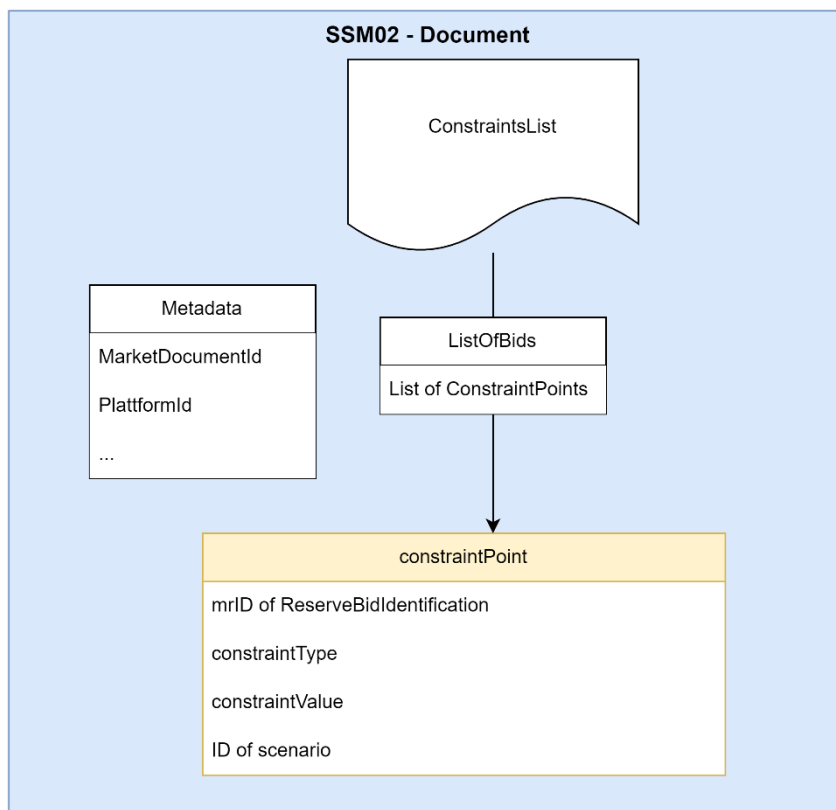 SSM02 - Document
ConstraintsList
Metadata
MarketDocumentId
PlattformId
...
ListOfBids
List of ConstraintPoints
constraintPoint
mrID of ReserveBidIdentification
constraintType
constraintValue
ID of scenario